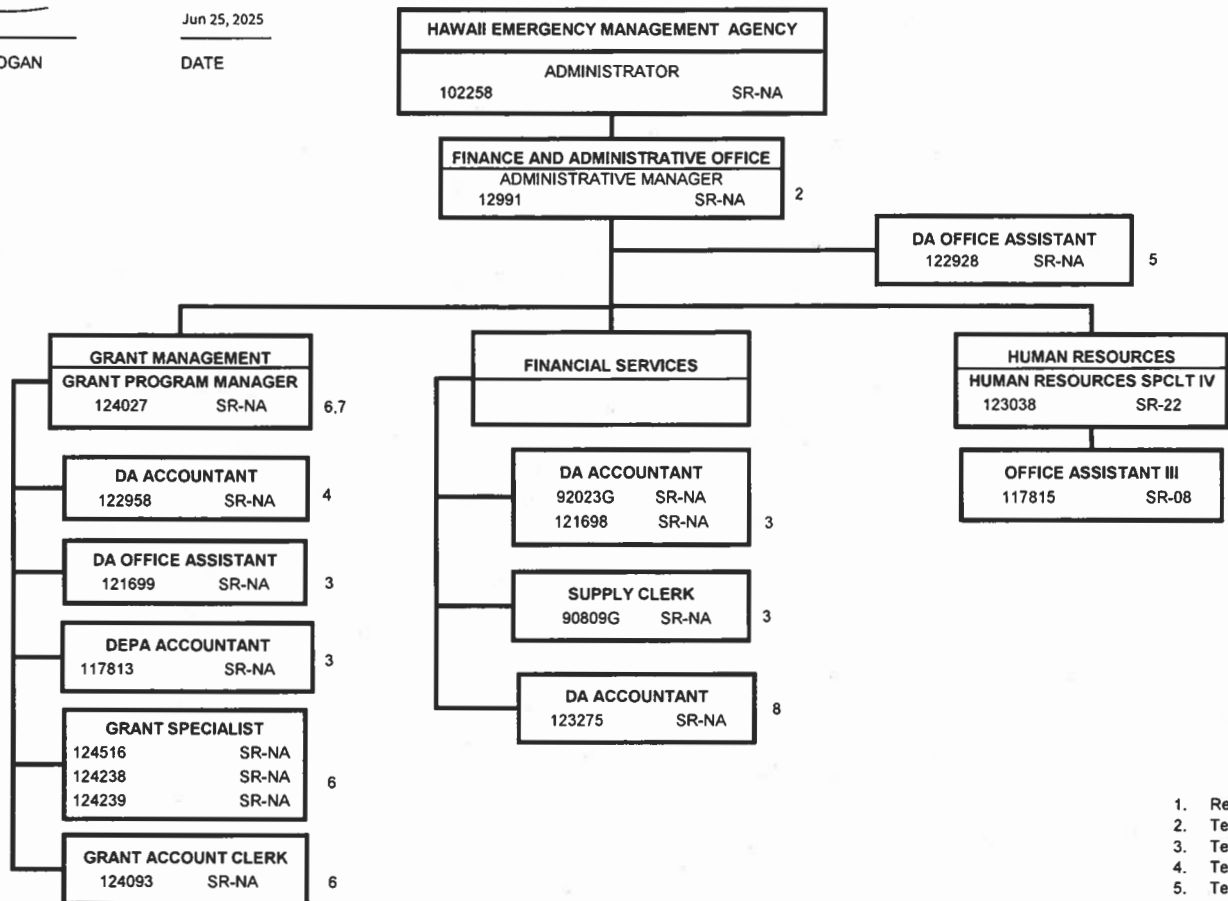 Jun 25, 2025
OGAN
DATE
HAWAII EMERGENCY MANAGEMENT AGENCY
ADMINISTRATOR
102258 SR-NA
FINANCE AND ADMINISTRATIVE OFFICE
ADMINISTRATIVE MANAGER
12991 SR-NA
2
DA OFFICE ASSISTANT
122928 SR-NA
5
GRANT MANAGEMENT
GRANT PROGRAM MANAGER
124027 SR-NA
6,7
DA ACCOUNTANT
122958 SR-NA
4
DA OFFICE ASSISTANT
121699 SR-NA
3
DEPA ACCOUNTANT
117813 SR-NA
3
GRANT SPECIALIST
124516 SR-NA
124238 SR-NA
124239 SR-NA
6
GRANT ACCOUNT CLERK
124093 SR-NA
6
FINANCIAL SERVICES
DA ACCOUNTANT
92023G SR-NA
121698 SR-NA
3
SUPPLY CLERK
90809G SR-NA
3
DA ACCOUNTANT
123275 SR-NA
8
HUMAN RESOURCES
HUMAN RESOURCES SPCLT IV
123038 SR-22
OFFICE ASSISTANT III
117815 SR-08
1. Re
2. Te
3. Te
4. Te
5. Te